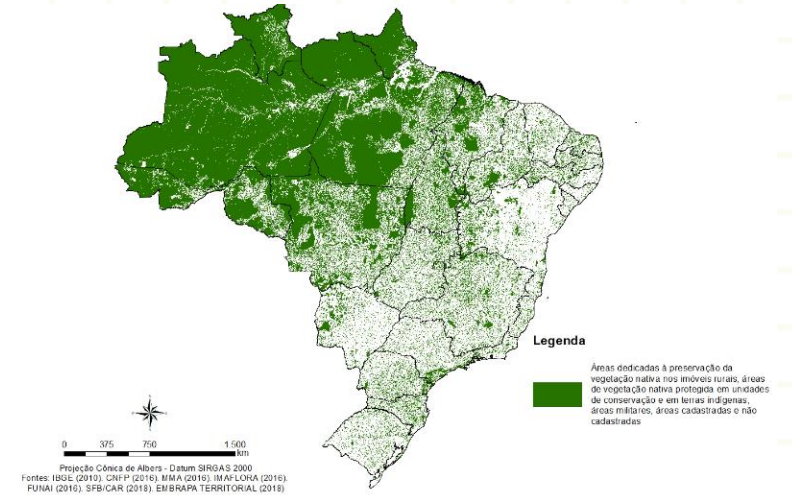 Legenda
Áreas dedicadas à preservação da
vegetação nativa nos imóveis rurais, áreas
de vegetação nativa protegida em unidades
de conservação e em terras indígenas,
áreas militares, áreas cadastradas e não
cadastradas
0 375 750 1.500
km
Projeção Cônica de Albers - Datum SIRGAS 2000
Fontes: IBGE (2010). CNFP (2016). MMA (2016). IMAFLORA (2016).
FUNAI (2016). SFB/CAR (2018). EMBRAPA TERRITORIAL (2018)